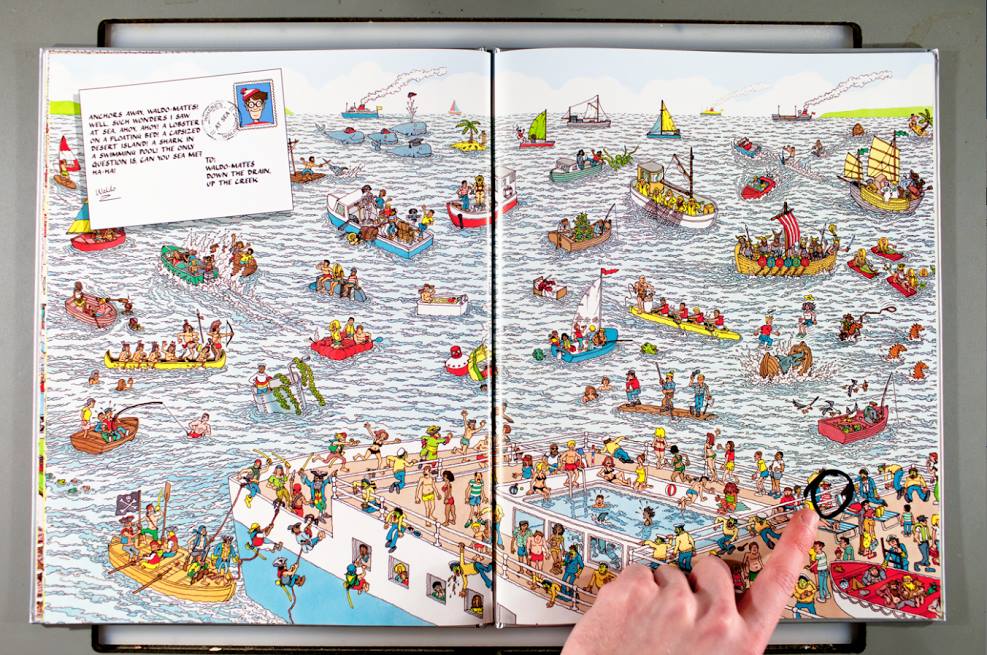 ANCHORS AWAY, WALDO-MATES!
WELL, SUCH WONDERS I SAW
AT SEA. AHOY, AHOY! A LOBSTER
ON A FLOATING BED! A CAPSIZED
DESERT ISLAND! A SHARK IN
A SWIMMING POOL! THE ONLY
QUESTION IS, CAN YOU SEA ME?
HA-HA!
Waldo
TO:
WALDO-MATES
DOWN THE DRAIN,
UP THE CREEK